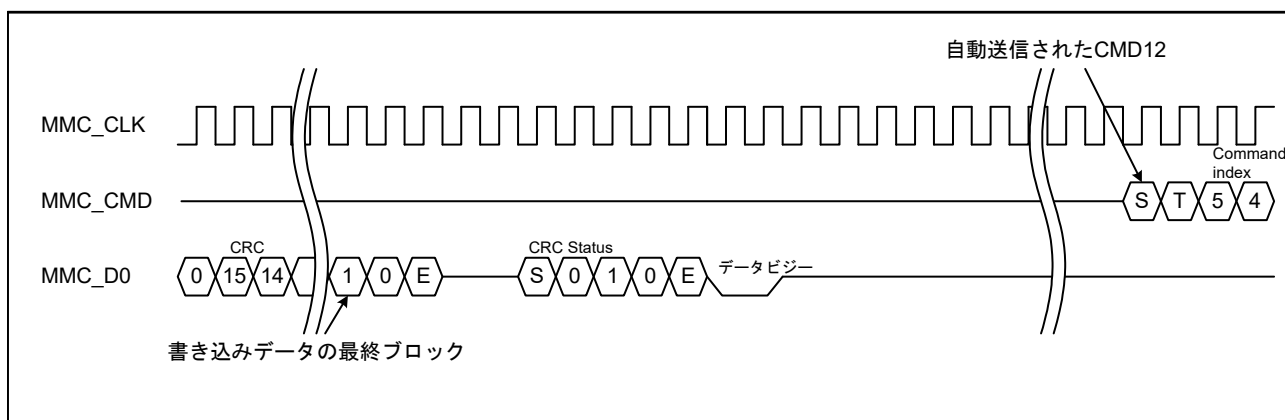 自動送信されたCMD12
MMC_CLK
Command
index
MMC_CMD
S T 5 4
CRC
CRC Status
MMC_D0
0 15 14 1 0 E S 0 1 0 E データビジー
書き込みデータの最終ブロック